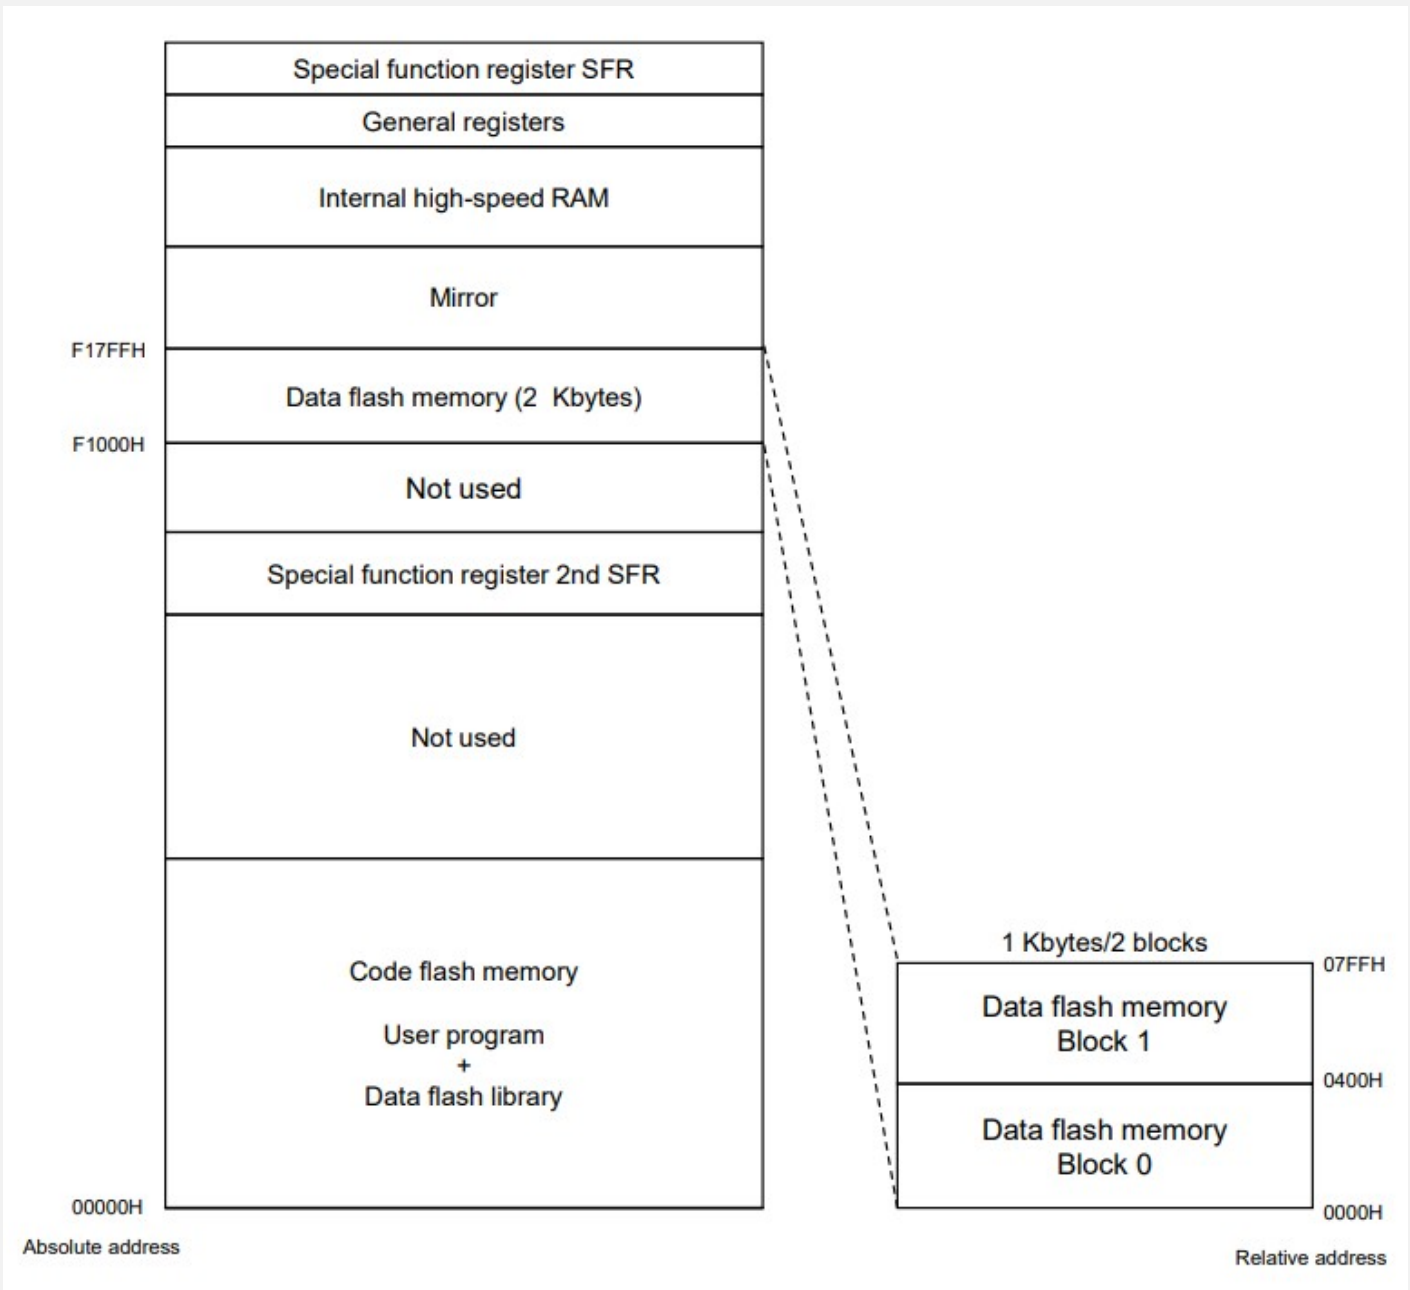 Special function register SFR
General registers
Internal high-speed RAM
Mirror
F17FFH
Data flash memory (2 Kbytes)
F1000H
Not used
Special function register 2nd SFR
Not used
Code flash memory
User program
+
Data flash library
00000H
Absolute address
1 Kbytes/2 blocks
07FFH
Data flash memory
Block 1
0400H
Data flash memory
Block 0
0000H
Relative address